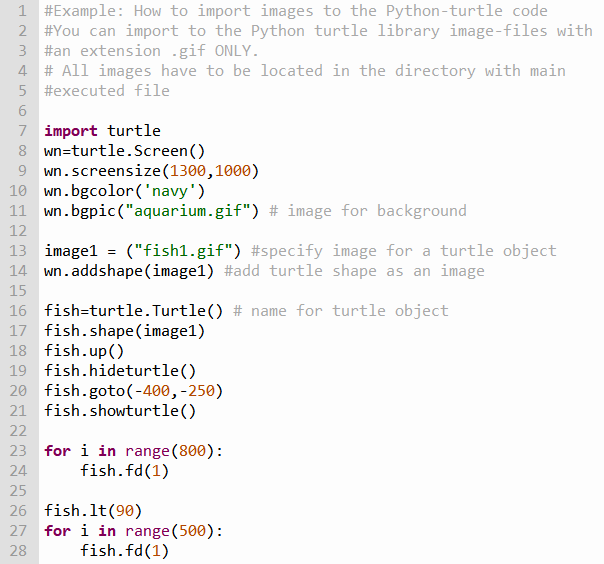 1 #Example: How to import images to the Python-turtle code
2 #You can import to the Python turtle library image-files with
3 #an extension .gif ONLY.
4 # All images have to be located in the directory with main
5 #executed file
6
7 import turtle
8 wn=turtle.Screen()
9 wn.screensize(1300,1000)
10 wn.bgcolor('navy')
11 wn.bgpic("aquarium.gif") # image for background
12
13 image1 = ("fish1.gif") #specify image for a turtle object
14 wn.addshape(image1) #add turtle shape as an image
15
16 fish=turtle.Turtle() # name for turtle object
17 fish.shape(image1)
18 fish.up()
19 fish.hideturtle()
20 fish.goto(-400,-250)
21 fish.showturtle()
22
23 for i in range(800):
24     fish.fd(1)
25
26 fish.lt(90)
27 for i in range(500):
28     fish.fd(1)